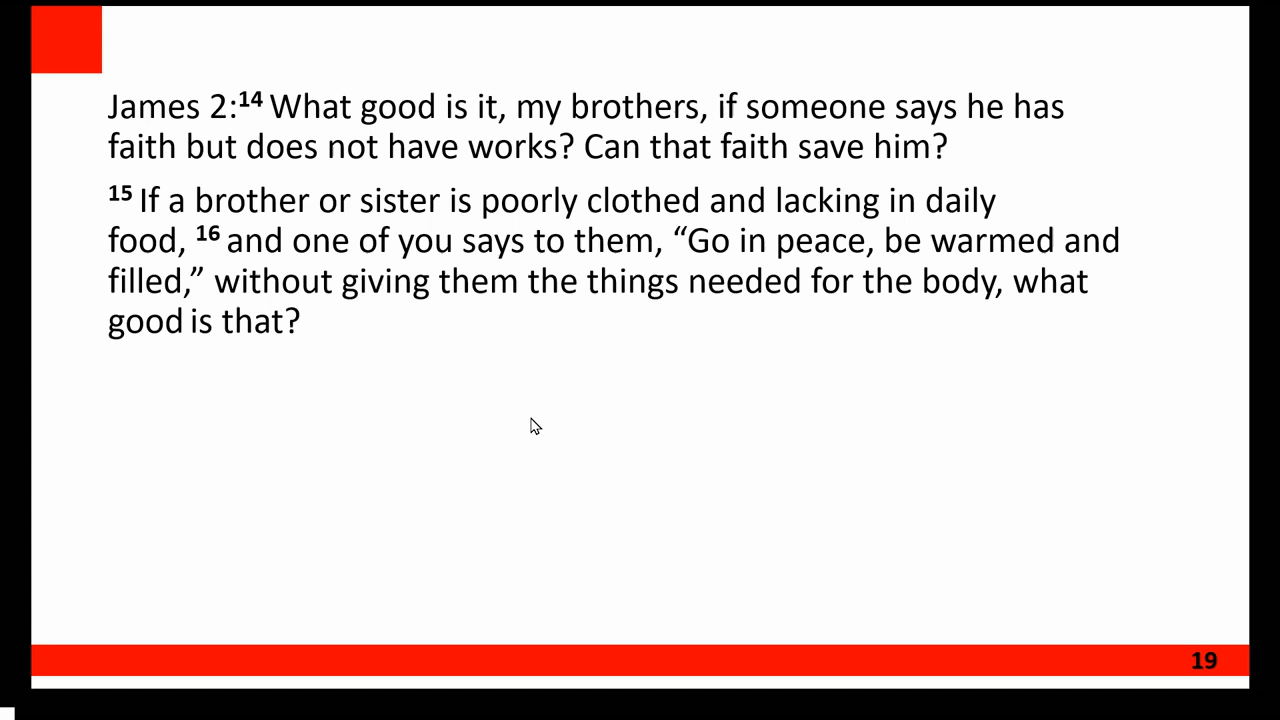 James 2:14 What good is it, my brothers, if someone says he has
faith but does not have works? Can that faith save him?
15 If a brother or sister is poorly clothed and lacking in daily
food, 16 and one of you says to them, “Go in peace, be warmed and
filled,” without giving them the things needed for the body, what
good is that?
19